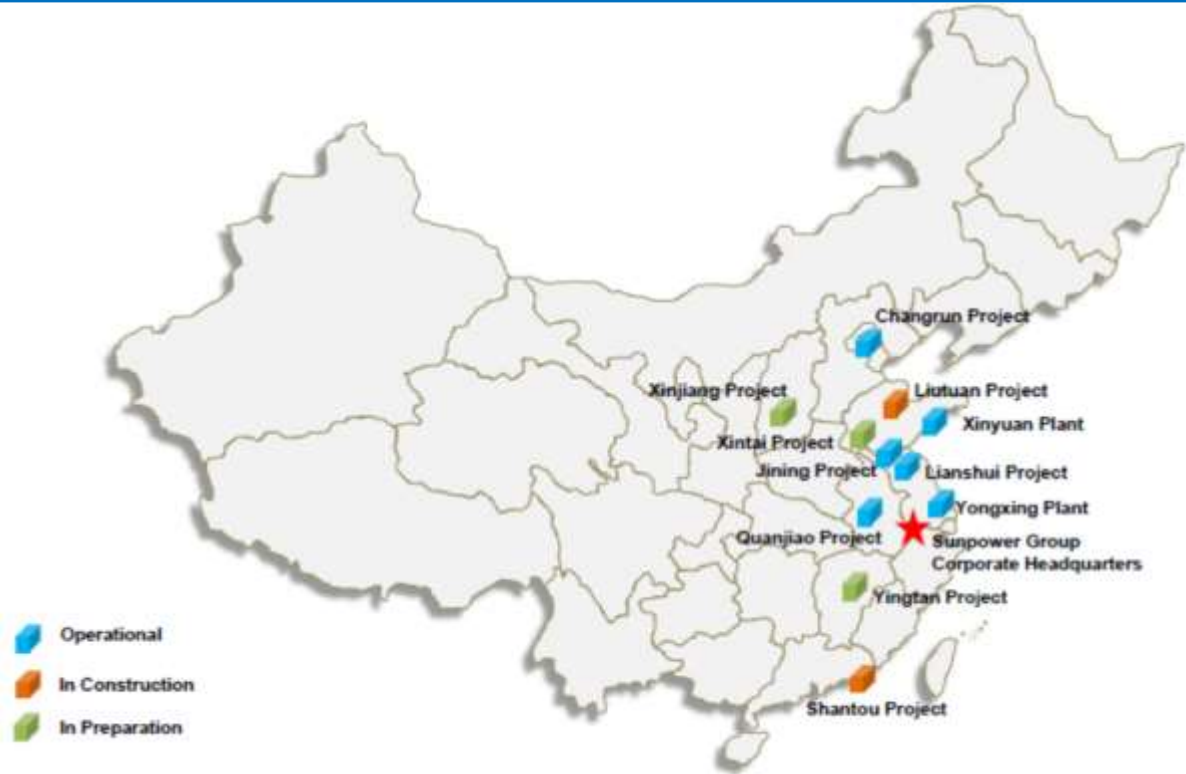 Changrun Project
Xinjiang Project
Liutuan Project
Xinyuan Plant
Xintai Project
Jining Project
Lianshui Project
Yongxing Plant
Quanjiao Project
Sunpower Group
Corporate Headquarters
Yingtan Project
Operational
In Construction
Shantou Project
In Preparation